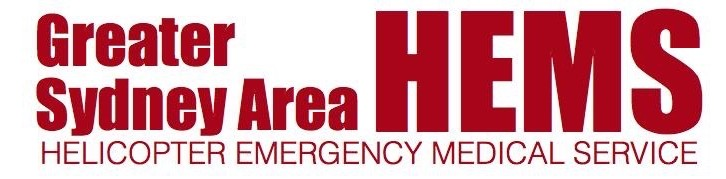 Greater
Sydney Area HEMS
HELICOPTER EMERGENCY MEDICAL SERVICE